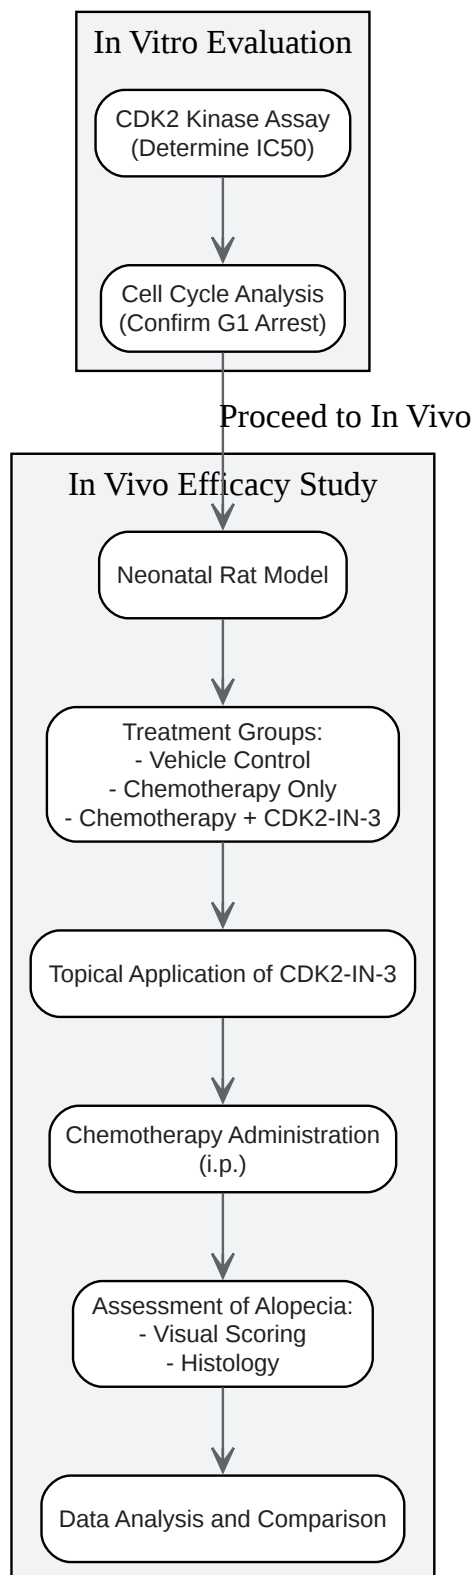 In Vitro Evaluation
CDK2 Kinase Assay
(Determine IC50)
Cell Cycle Analysis
(Confirm G1 Arrest)
Proceed to In Vivo
In Vivo Efficacy Study
Neonatal Rat Model
Treatment Groups:
- Vehicle Control
- Chemotherapy Only
- Chemotherapy + CDK2-IN-3
Topical Application of CDK2-IN-3
Chemotherapy Administration
(i.p.)
Assessment of Alopecia:
- Visual Scoring
- Histology
Data Analysis and Comparison